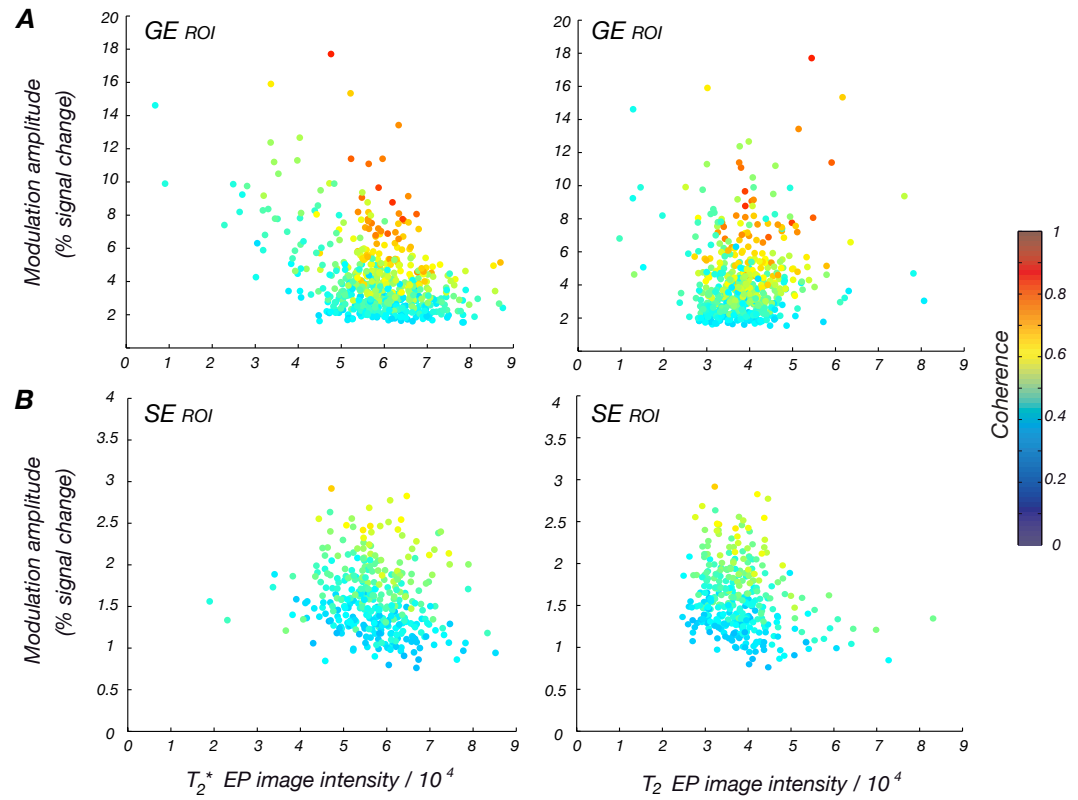 A
GE ROI
GE ROI
Modulation amplitude
(% signal change)
20
18
16
14
12
10
8
6
4
2
0 1 2 3 4 5 6 7 8 9
20
18
16
14
12
10
8
6
4
2
0 1 2 3 4 5 6 7 8 9
B
SE ROI
SE ROI
Modulation amplitude
(% signal change)
4
3.5
3
2.5
2
1.5
1
0.5
0
0 1 2 3 4 5 6 7 8 9
T2* EP image intensity / 10 4
4
3.5
3
2.5
2
1.5
1
0.5
0
0 1 2 3 4 5 6 7 8 9
T2 EP image intensity / 10 4
Coherence
1
0.8
0.6
0.4
0.2
0